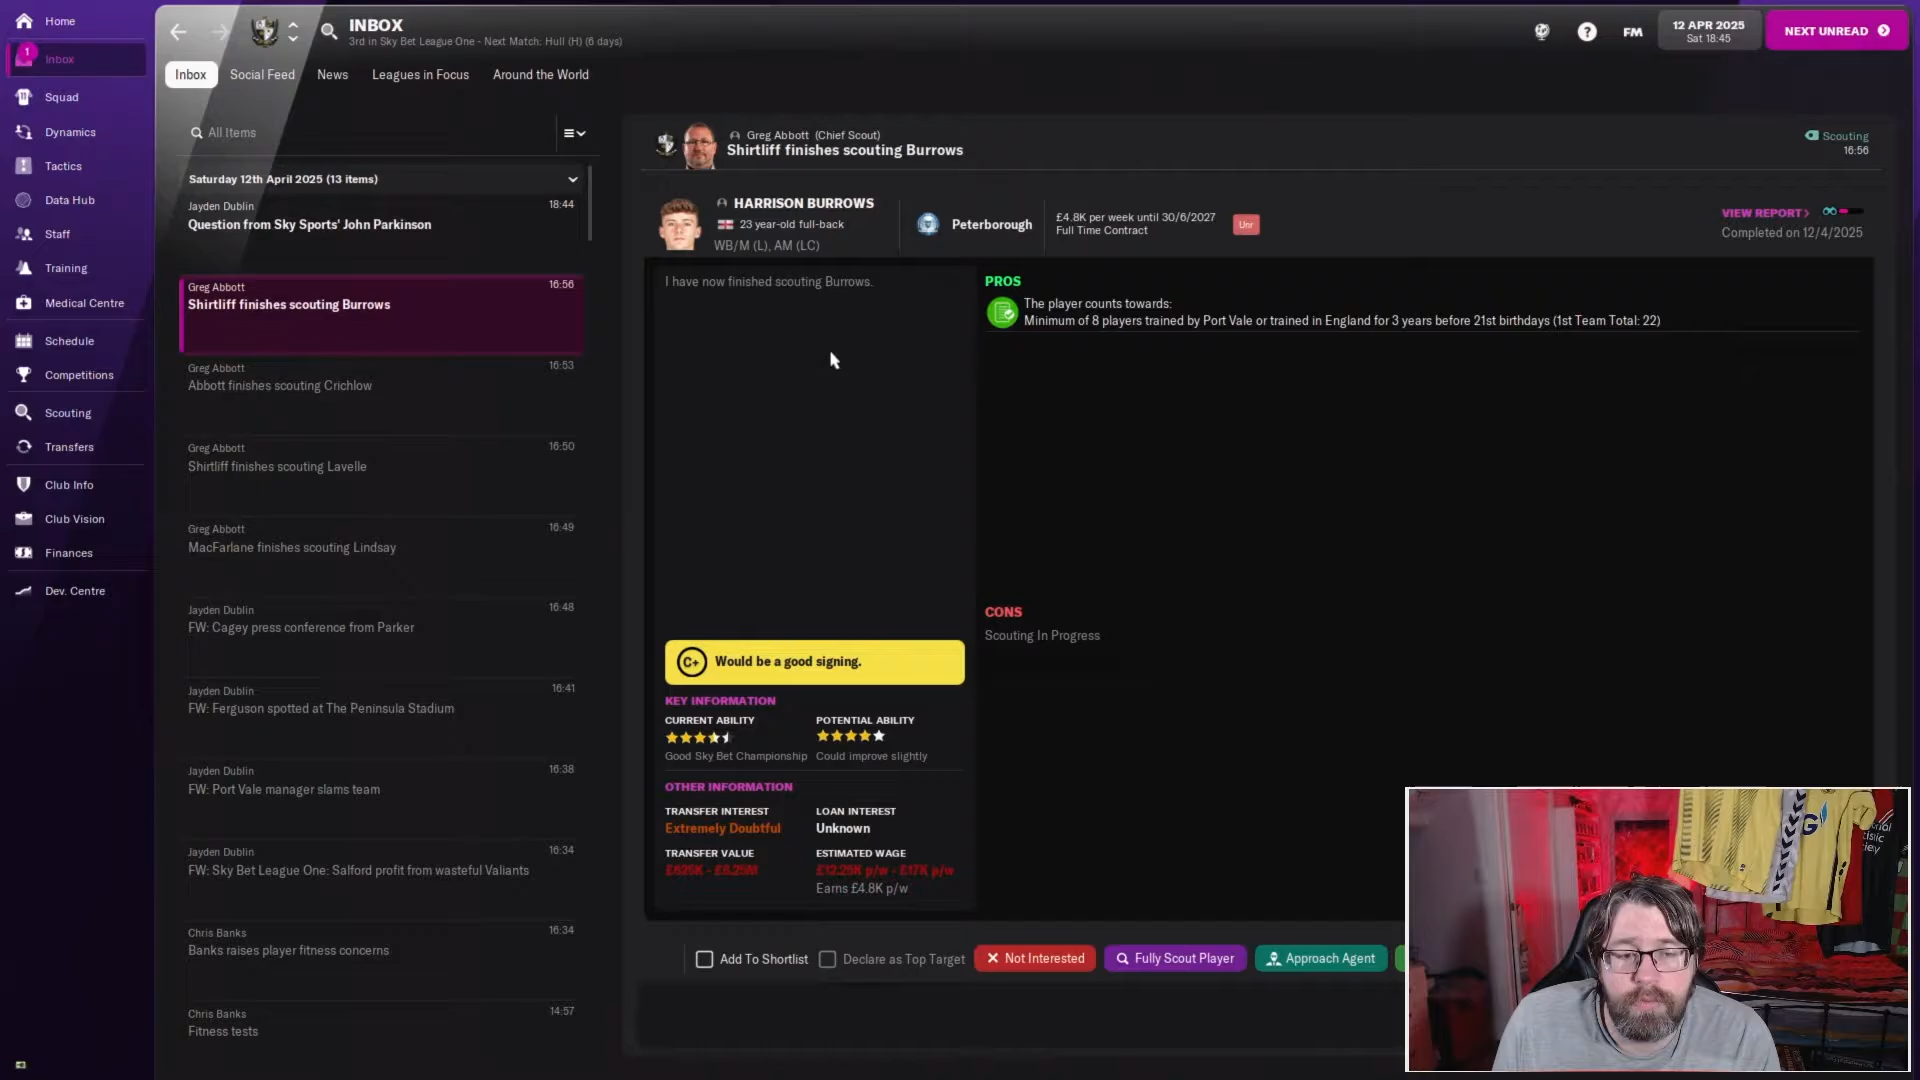 Home
Inbox
1
Squad
Dynamics
Tactics
Data Hub
Staff
Training
Medical Centre
Schedule
Competitions
Scouting
Transfers
Club Info
Club Vision
Finances
Dev. Centre
INBOX
3rd in Sky Bet League One - Next Match: Hull (H) (6 days)
FM
12 APR 2025
Sat 18:45
NEXT UNREAD
Inbox
Social Feed
News
Leagues in Focus
Around the World
All Items
Saturday 12th April 2025 (13 items)
Jayden Dublin 18:44
Question from Sky Sports' John Parkinson
Greg Abbott 16:56
Shirtliff finishes scouting Burrows
Greg Abbott 16:53
Abbott finishes scouting Crichlow
Greg Abbott 16:50
Shirtliff finishes scouting Lavelle
Greg Abbott 16:49
MacFarlane finishes scouting Lindsay
Jayden Dublin 16:48
FW: Cagey press conference from Parker
Jayden Dublin 16:41
FW: Ferguson spotted at The Peninsula Stadium
Jayden Dublin 16:38
FW: Port Vale manager slams team
Jayden Dublin 16:34
FW: Sky Bet League One: Salford profit from wasteful Valiants
Chris Banks 16:34
Banks raises player fitness concerns
Chris Banks 14:57
Fitness tests
Greg Abbott (Chief Scout)
Shirtliff finishes scouting Burrows
Scouting
16:56
HARRISON BURROWS
23 year-old full-back
WB/M (L), AM (LC)
Peterborough
£4.8K per week until 30/6/2027
Full Time Contract
Unr
VIEW REPORT >
Completed on 12/4/2025
I have now finished scouting Burrows.
PROS
The player counts towards:
Minimum of 8 players trained by Port Vale or trained in England for 3 years before 21st birthdays (1st Team Total: 22)
CONS
Scouting In Progress
C+ Would be a good signing.
KEY INFORMATION
CURRENT ABILITY POTENTIAL ABILITY
Good Sky Bet Championship Could improve slightly
OTHER INFORMATION
TRANSFER INTEREST LOAN INTEREST
Extremely Doubtful Unknown
TRANSFER VALUE ESTIMATED WAGE
£625K - £6.25M £12.25K p/w - £17K p/w
Earns £4.8K p/w
Add To Shortlist
Declare as Top Target
Not Interested
Fully Scout Player
Approach Agent